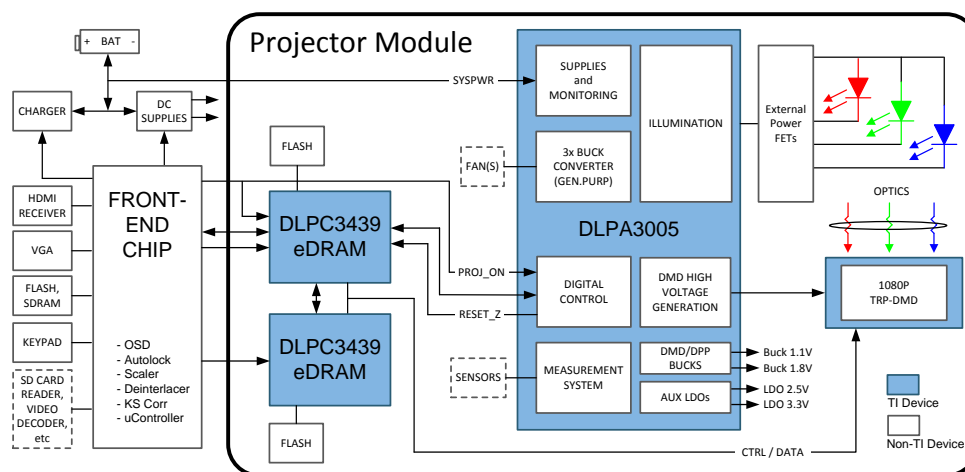 Projector Module
+ BAT -
SYSPWR
CHARGER
DC
SUPPLIES
SUPPLIES
and
MONITORING
ILLUMINATION
External
Power
FETs
FLASH
FAN(S)
3x BUCK
CONVERTER
(GEN.PURP)
HDMI
RECEIVER
VGA
FLASH,
SDRAM
KEYPAD
SD CARD
READER,
VIDEO
DECODER,
etc
FRONT-
END
CHIP
- OSD
- Autolock
- Scaler
- Deinterlacer
- KS Corr
- uController
DLPC3439
eDRAM
DLPC3439
eDRAM
FLASH
DLPA3005
PROJ_ON
RESET_Z
DIGITAL
CONTROL
DMD HIGH
VOLTAGE
GENERATION
OPTICS
1080P
TRP-DMD
SENSORS
MEASUREMENT
SYSTEM
DMD/DPP
BUCKS
AUX LDOs
Buck 1.1V
Buck 1.8V
LDO 2.5V
LDO 3.3V
CTRL / DATA
TI Device
Non-TI Device